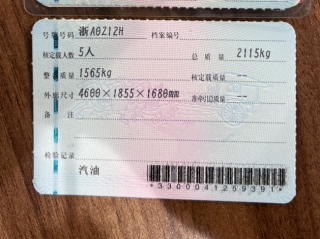 号牌号码 浙A0Z12H 档案编号
核定载人数 5人 总质量 2115kg
整备质量 1565kg 核定载质量 --
外廓尺寸 4600×1855×1680mm 准牵引总质量 --
备注
检验记录
汽油
*3300041259391*